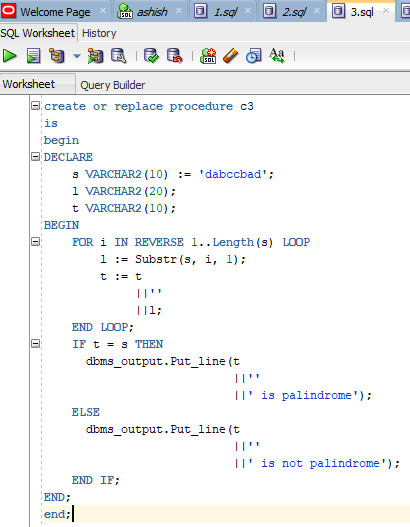 Welcome Page ashish 1.sql 2.sql 3.sql
SQL Worksheet History
Aa
Worksheet Query Builder
create or replace procedure c3
is
begin
DECLARE
    s VARCHAR2(10) := 'dabccbad';
    l VARCHAR2(20);
    t VARCHAR2(10);
BEGIN
    FOR i IN REVERSE 1..Length(s) LOOP
        l := Substr(s, i, 1);
        t := t
             ||''
             ||l;
    END LOOP;
    IF t = s THEN
      dbms_output.Put_line(t
                           ||''
                           ||' is palindrome');
    ELSE
      dbms_output.Put_line(t
                           ||''
                           ||' is not palindrome');
    END IF;
END;
end;